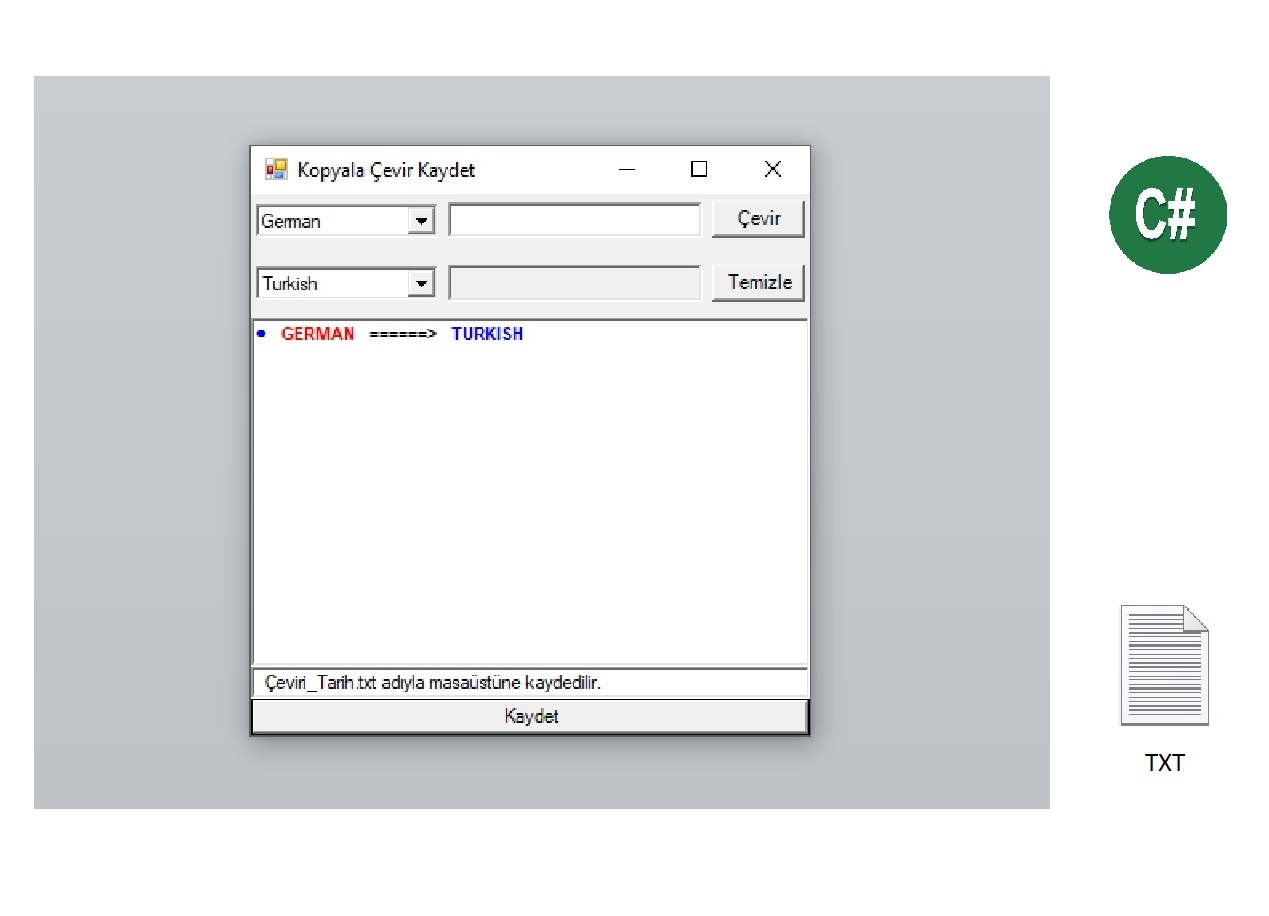 Kopyala Çevir Kaydet
German
Çevir
Turkish
Temizle
• GERMAN ======> TURKISH
Çeviri_Tarih.txt adıyla masaüstüne kaydedilir.
Kaydet
C#
TXT